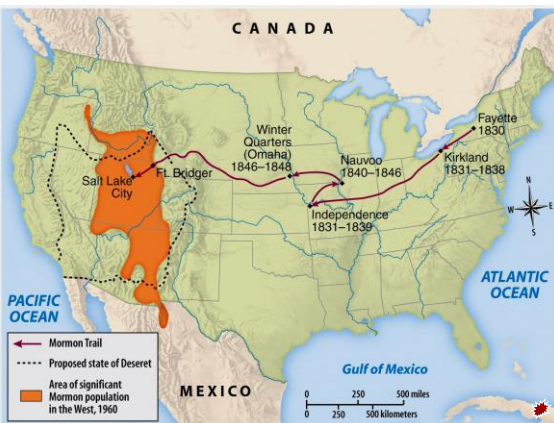 CANADA
Fayette
1830
Kirkland
1831–1838
Winter
Quarters
(Omaha)
1846–1848
Nauvoo
1840–1846
Salt Lake
City
Ft. Bridger
Independence
1831–1839
N
W
E
S
ATLANTIC
OCEAN
PACIFIC
OCEAN
Mormon Trail
Proposed state of Deseret
Area of significant
Mormon population
in the West, 1960
MEXICO
Gulf of Mexico
0 250 500 miles
0 250 500 kilometers